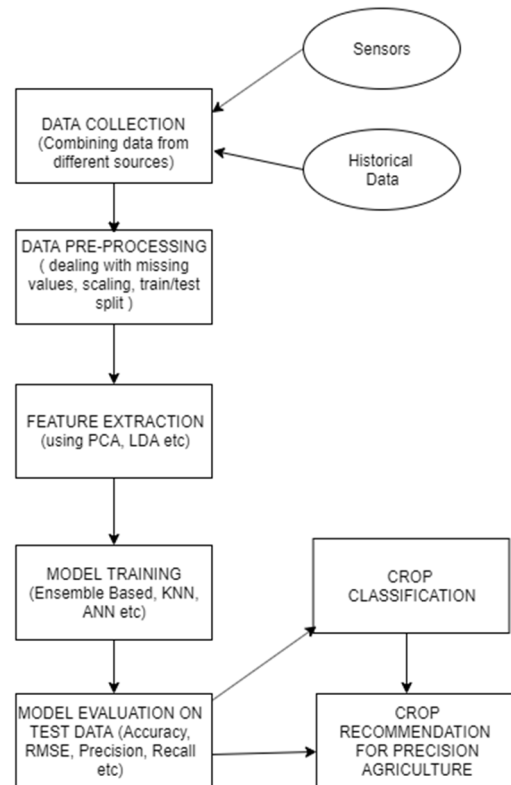 Sensors
DATA COLLECTION
(Combining data from
different sources)
Historical
Data
DATA PRE-PROCESSING
( dealing with missing
values, scaling, train/test
split )
FEATURE EXTRACTION
(using PCA, LDA etc)
MODEL TRAINING
(Ensemble Based, KNN,
ANN etc)
CROP
CLASSIFICATION
MODEL EVALUATION ON
TEST DATA (Accuracy,
RMSE, Precision, Recall
etc)
CROP
RECOMMENDATION
FOR PRECISION
AGRICULTURE